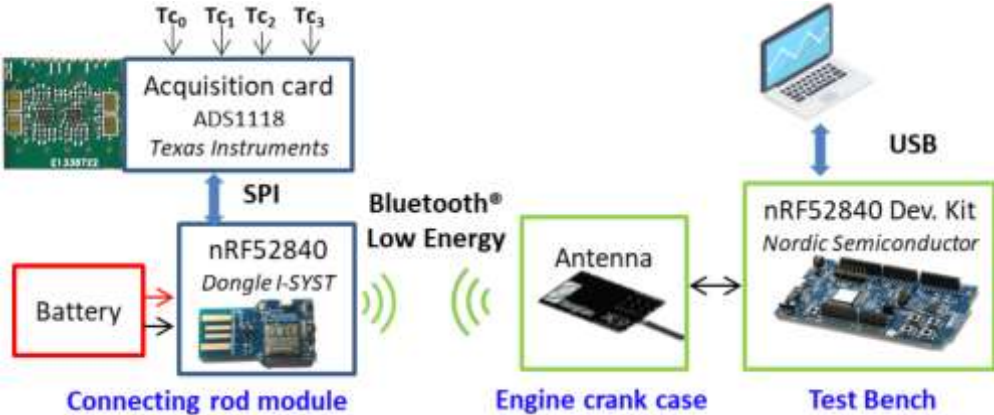 Tc0 Tc1 Tc2 Tc3
Acquisition card
ADS1118
Texas Instruments
21338722
SPI
USB
Bluetooth®
Low Energy
nRF52840
Dongle I-SYST
Battery
Antenna
nRF52840 Dev. Kit
Nordic Semiconductor
Connecting rod module
Engine crank case
Test Bench